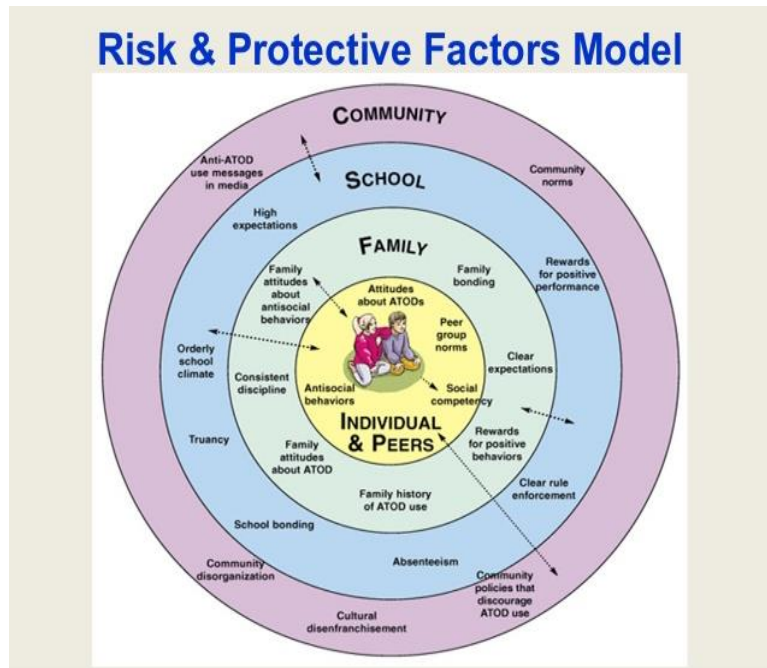 Risk & Protective Factors Model
COMMUNITY
Anti-ATOD
use messages
in media
Community
norms
SCHOOL
High
expectations
Rewards
for positive
performance
Orderly
school
climate
Truancy
Clear rule
enforcement
School bonding
Absenteeism
FAMILY
Family
attitudes
about
antisocial
behaviors
Family
bonding
Clear
expectations
Consistent
discipline
Rewards
for positive
behaviors
Family
attitudes
about ATOD
Family history
of ATOD use
Attitudes
about ATODs
Peer
group
norms
Antisocial
behaviors
Social
competency
INDIVIDUAL
& PEERS
Community
disorganization
Cultural
disenfranchisement
Community
policies that
discourage
ATOD use